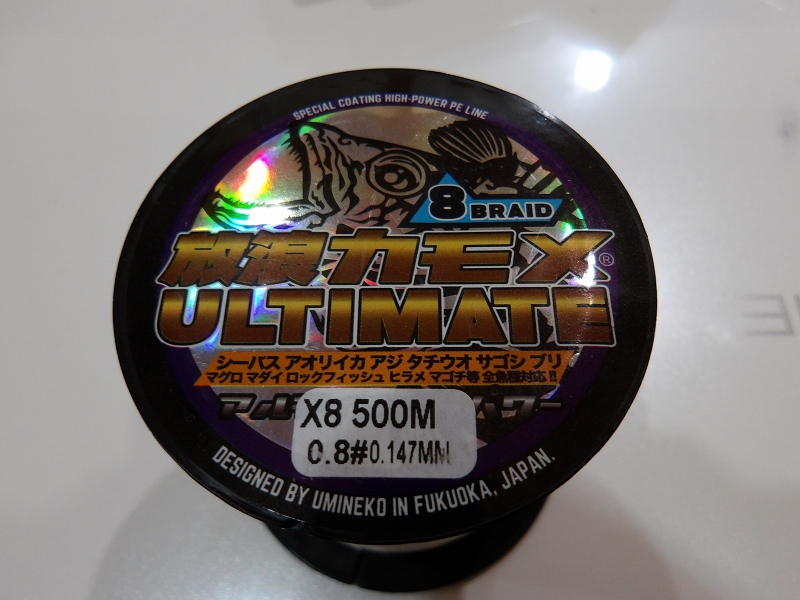 SPECIAL COATING HIGH-POWER PE LINE
8 BRAID
放浪カモメ®
ULTIMATE
シーバス アオリイカ アジ タチウオ サゴシ ブリ
マグロ マダイ ロックフィッシュ ヒラメ マゴチ等 全魚種対応!!
パワー
X8 500M
0.8#0.147MM
DESIGNED BY UMINEKO IN FUKUOKA, JAPAN.